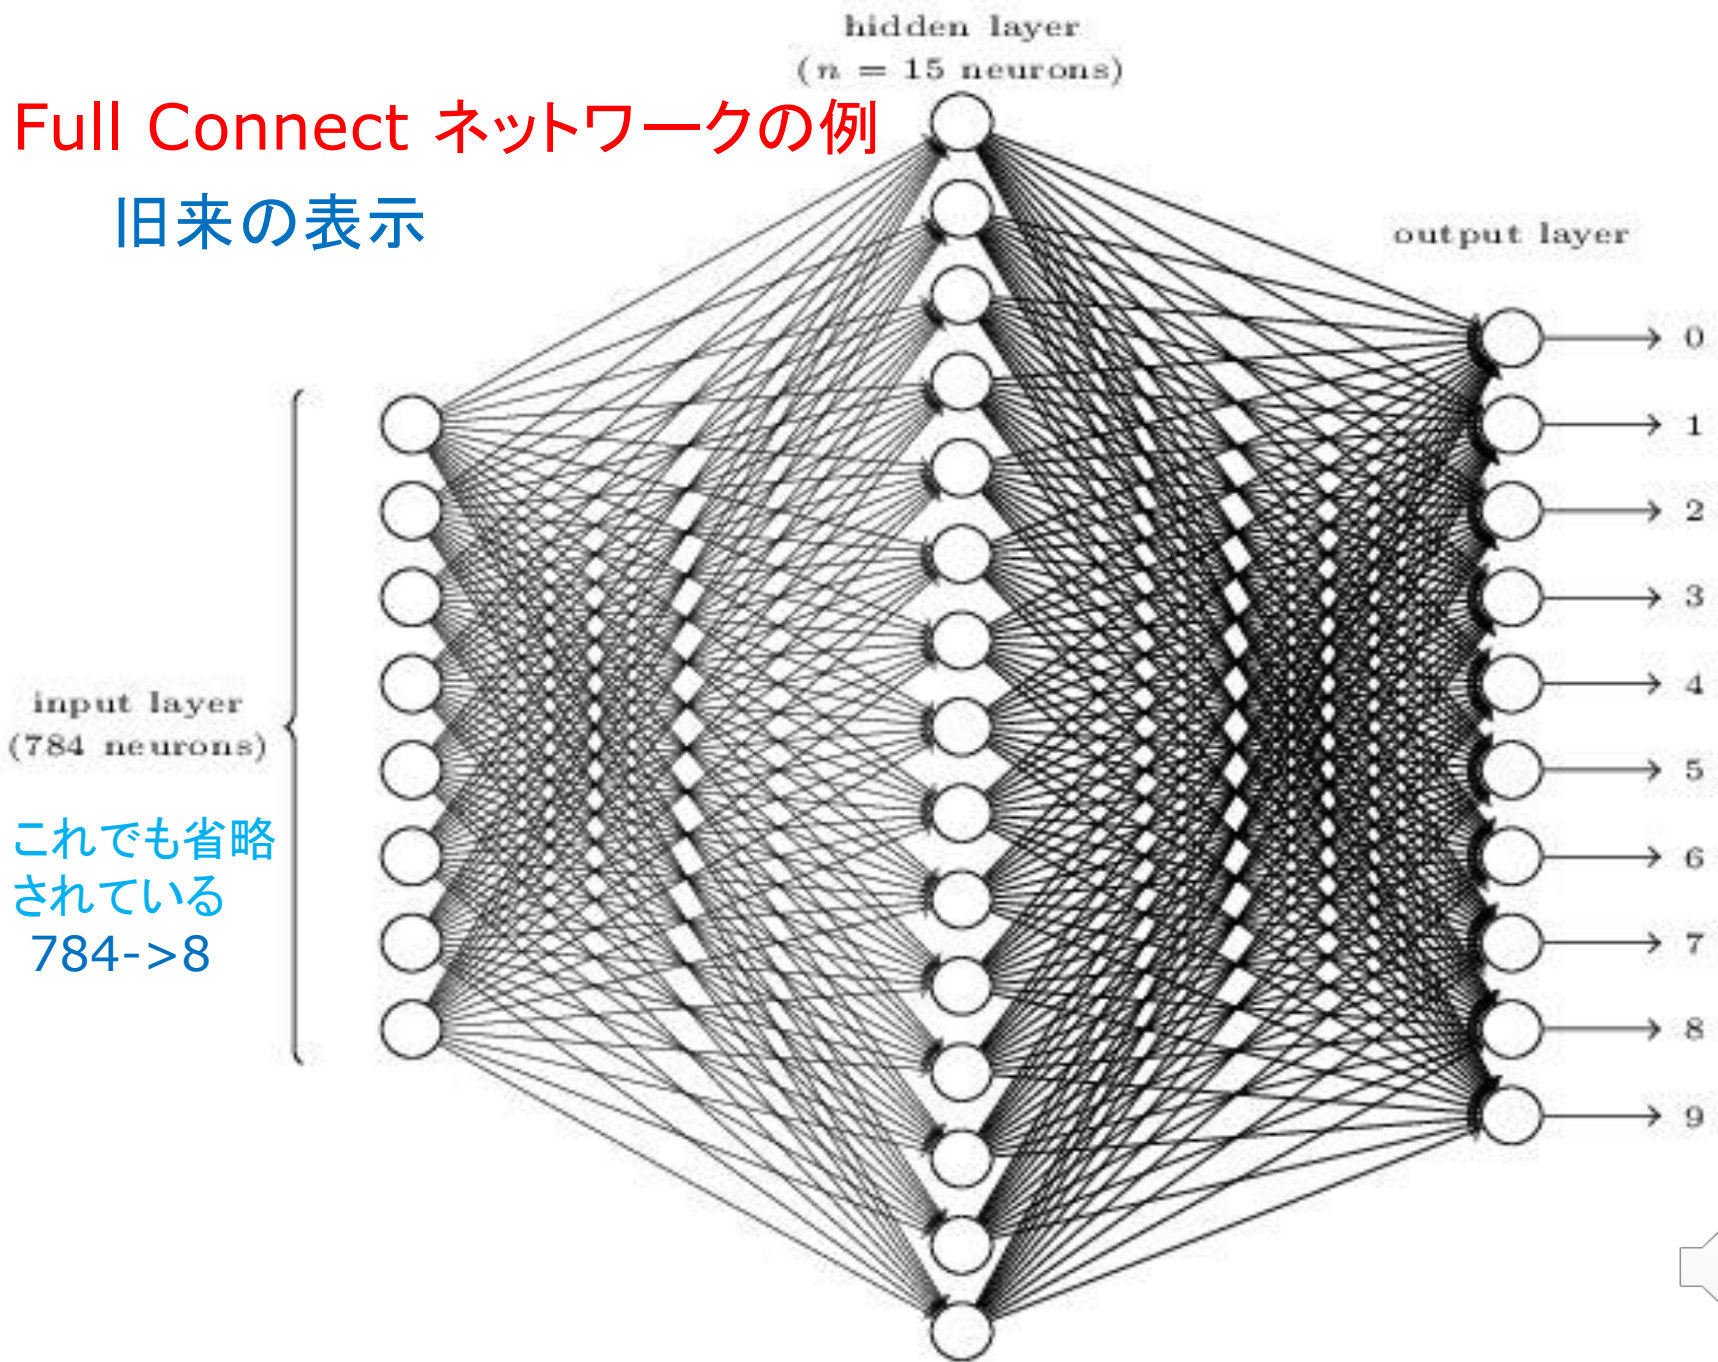 hidden layer
(n = 15 neurons)
Full Connect ネットワークの例
旧来の表示
output layer
0
1
2
3
4
5
6
7
8
9
input layer
(784 neurons)
これでも省略
されている
784->8